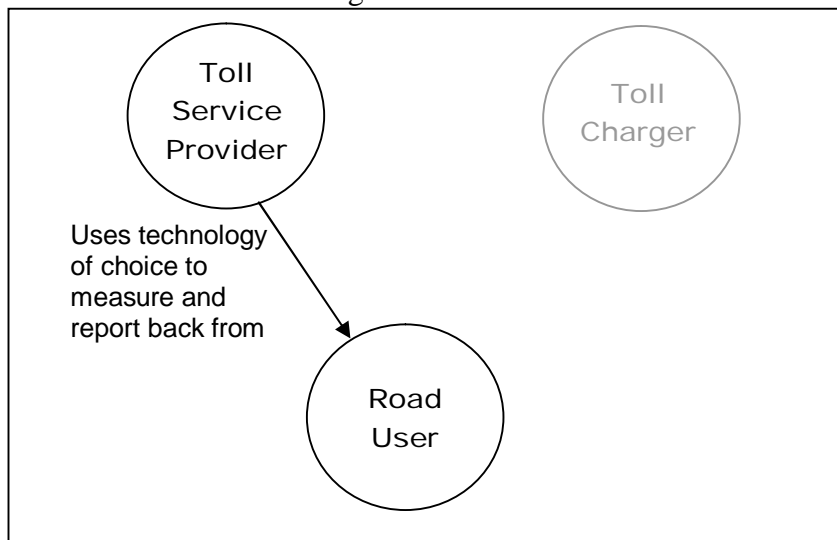 Toll
Service
Provider
Toll
Charger
Uses technology
of choice to
measure and
report back from
Road
User